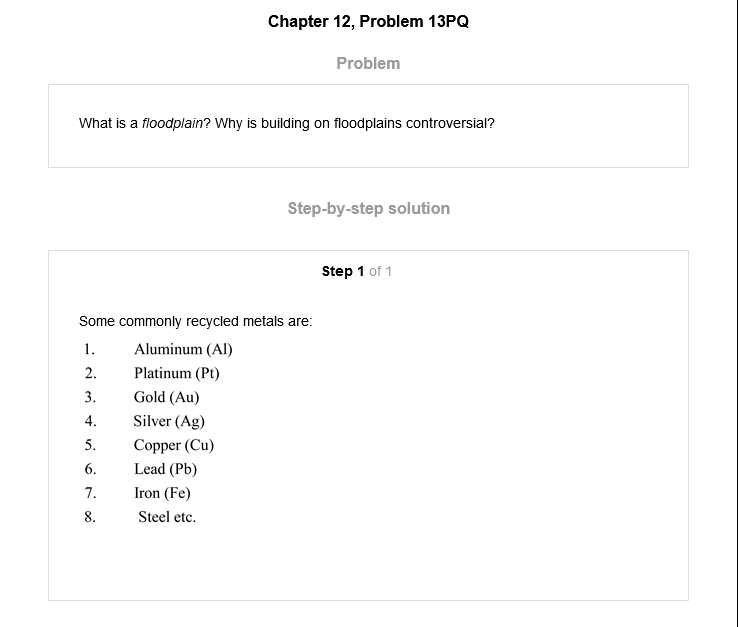 Chapter 12, Problem 13PQ
Problem
What is a floodplain? Why is building on floodplains controversial?
Step-by-step solution
Step 1 of 1
Some commonly recycled metals are:
1. Aluminum (Al)
2. Platinum (Pt)
3. Gold (Au)
4. Silver (Ag)
5. Copper (Cu)
6. Lead (Pb)
7. Iron (Fe)
8. Steel etc.